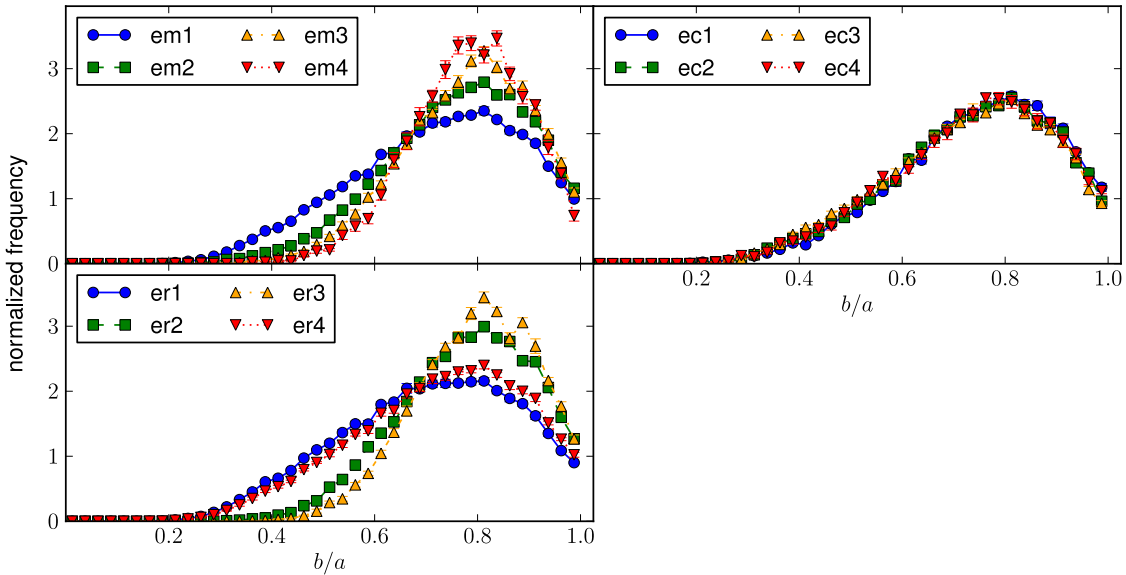 em1
em2
em3
em4
ec1
ec2
ec3
ec4
3
2
1
0
0.2
0.4
0.6
0.8
1.0
b/a
normalized frequency
er1
er2
er3
er4
3
2
1
0
0.2
0.4
0.6
0.8
1.0
b/a